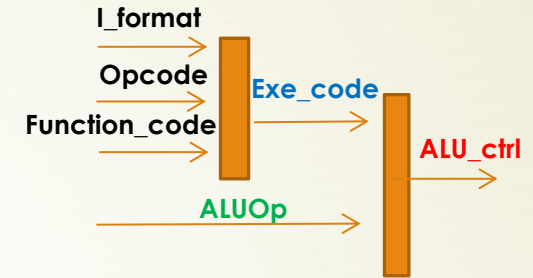 I_format
Opcode
Exe_code
Function_code
ALU_ctrl
ALUOp